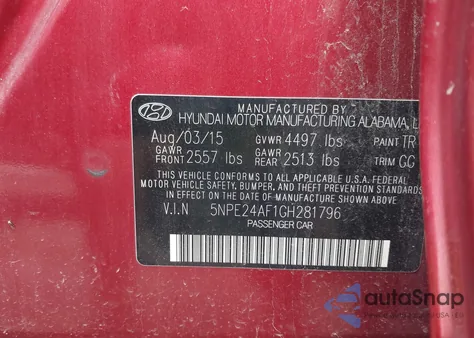 MANUFACTURED BY
HYUNDAI MOTOR MANUFACTURING ALABAMA,
Aug/03/15 GVWR 4497 lbs PAINT TR
GAWR FRONT 2557 lbs GAWR REAR 2513 lbs TRIM GG
THIS VEHICLE CONFORMS TO ALL APPLICABLE U.S.A. FEDERAL
MOTOR VEHICLE SAFETY, BUMPER, AND THEFT PREVENTION STANDARDS
IN EFFECT ON THE DATE OF MANUFACTURE SHOWN ABOVE.
V.I.N 5NPE24AF1GH281796
PASSENGER CAR
autoSnap